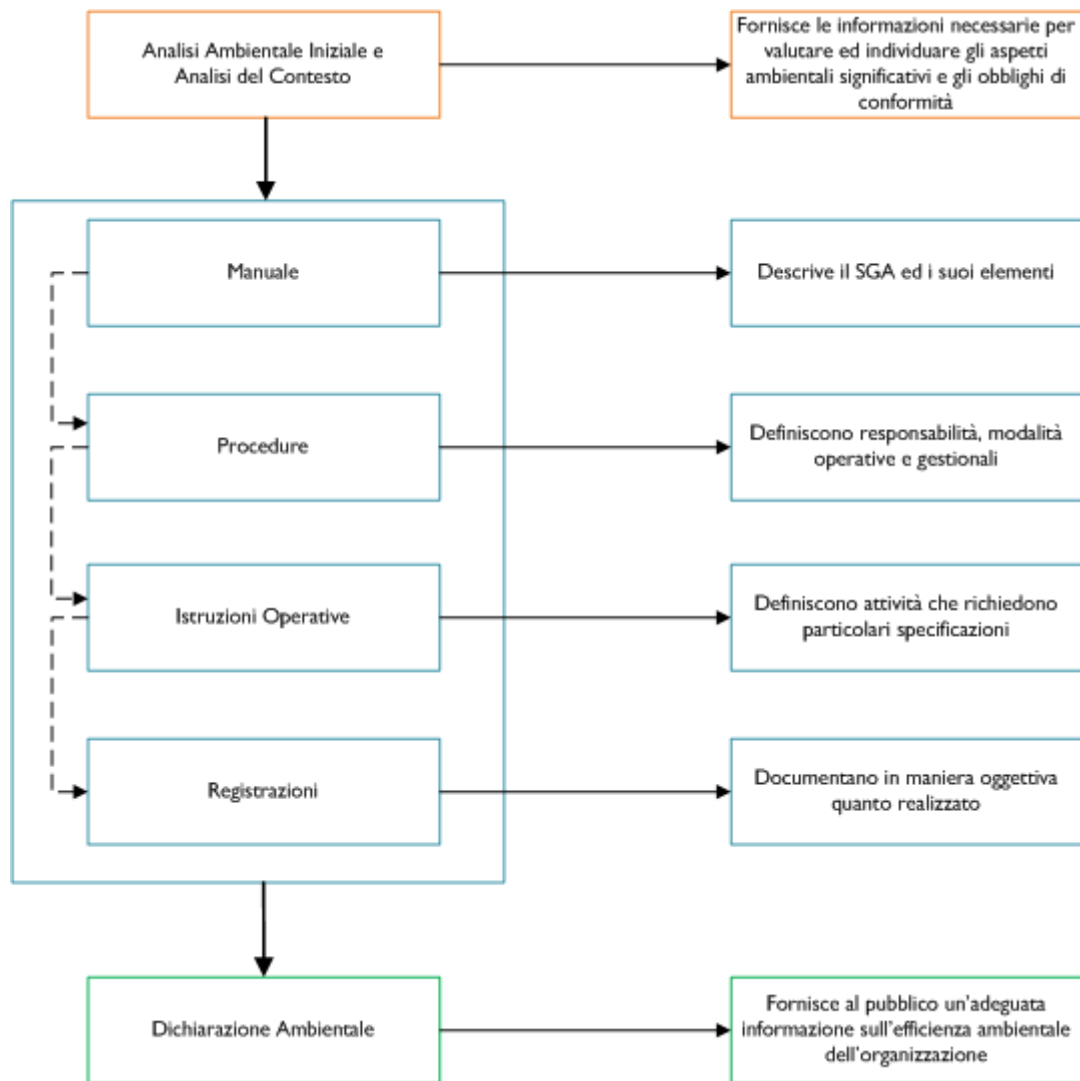 Analisi Ambientale Iniziale e
Analisi del Contesto
Fornisce le informazioni necessarie per
valutare ed individuare gli aspetti
ambientali significativi e gli obblighi di
conformità
Manuale
Descrive il SGA ed i suoi elementi
Procedure
Definiscono responsabilità, modalità
operative e gestionali
Istruzioni Operative
Definiscono attività che richiedono
particolari specificazioni
Registrazioni
Documentano in maniera oggettiva
quanto realizzato
Dichiarazione Ambientale
Fornisce al pubblico un'adeguata
informazione sull'efficienza ambientale
dell'organizzazione